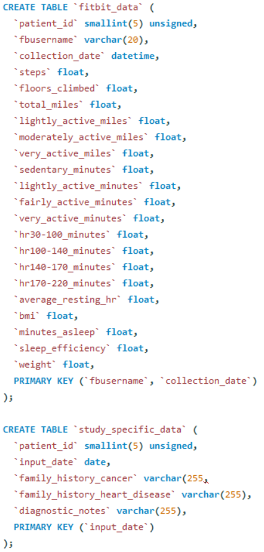 CREATE TABLE `fitbit_data` (
`patient_id` smallint(5) unsigned,
`fbusername` varchar(20),
`collection_date` datetime,
`steps` float,
`floors_climbed` float,
`total_miles` float,
`lightly_active_miles` float,
`moderately_active_miles` float,
`very_active_miles` float,
`sedentary_minutes` float,
`lightly_active_minutes` float,
`fairly_active_minutes` float,
`very_active_minutes` float,
`hr30-100_minutes` float,
`hr100-140_minutes` float,
`hr140-170_minutes` float,
`hr170-220_minutes` float,
`average_resting_hr` float,
`bmi` float,
`minutes_asleep` float,
`sleep_efficiency` float,
`weight` float,
PRIMARY KEY (`fbusername`, `collection_date`)
);
CREATE TABLE `study_specific_data` (
`patient_id` smallint(5) unsigned,
`input_date` date,
`family_history_cancer` varchar(255,
`family_history_heart_disease` varchar(255),
`diagnostic_notes` varchar(255),
PRIMARY KEY (`input_date`)
);